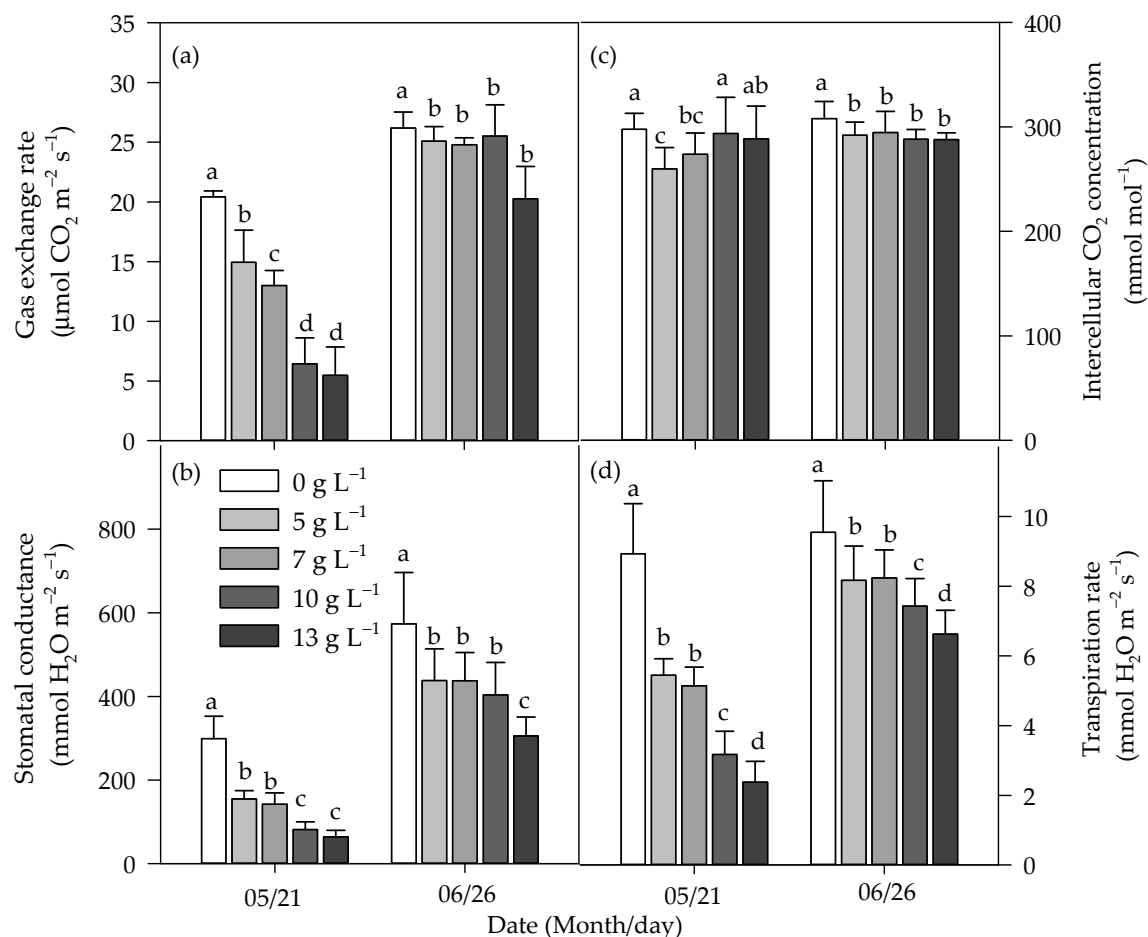 35
30
25
20
15
10
5
0
Gas exchange rate
(µmol CO₂ m⁻² s⁻¹)
(a)
a
b
c
d
d
a
b
b
b
b
(c)
a
c
bc
a
ab
a
b
b
b
b
400
300
200
100
0
Intercellular CO₂ concentration
(mmol mol⁻¹)
800
600
400
200
0
Stomatal conductance
(mmol H₂O m⁻² s⁻¹)
(b)
0 g L⁻¹
5 g L⁻¹
7 g L⁻¹
10 g L⁻¹
13 g L⁻¹
a
b
b
c
c
a
b
b
b
c
(d)
a
b
b
c
d
a
b
b
c
d
10
8
6
4
2
0
Transpiration rate
(mmol H₂O m⁻² s⁻¹)
05/21
06/26
05/21
06/26
Date (Month/day)